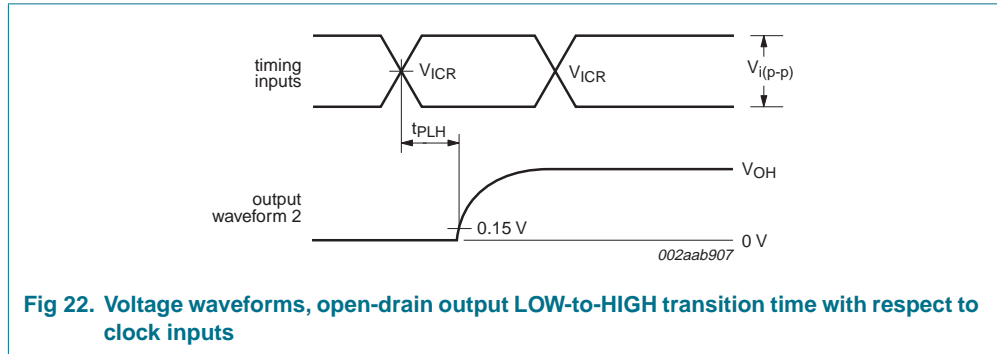 timing
inputs
VICR
VICR
Vi(p-p)
tPLH
output
waveform 2
0.15 V
VOH
0 V
002aab907
Fig 22. Voltage waveforms, open-drain output LOW-to-HIGH transition time with respect to
clock inputs